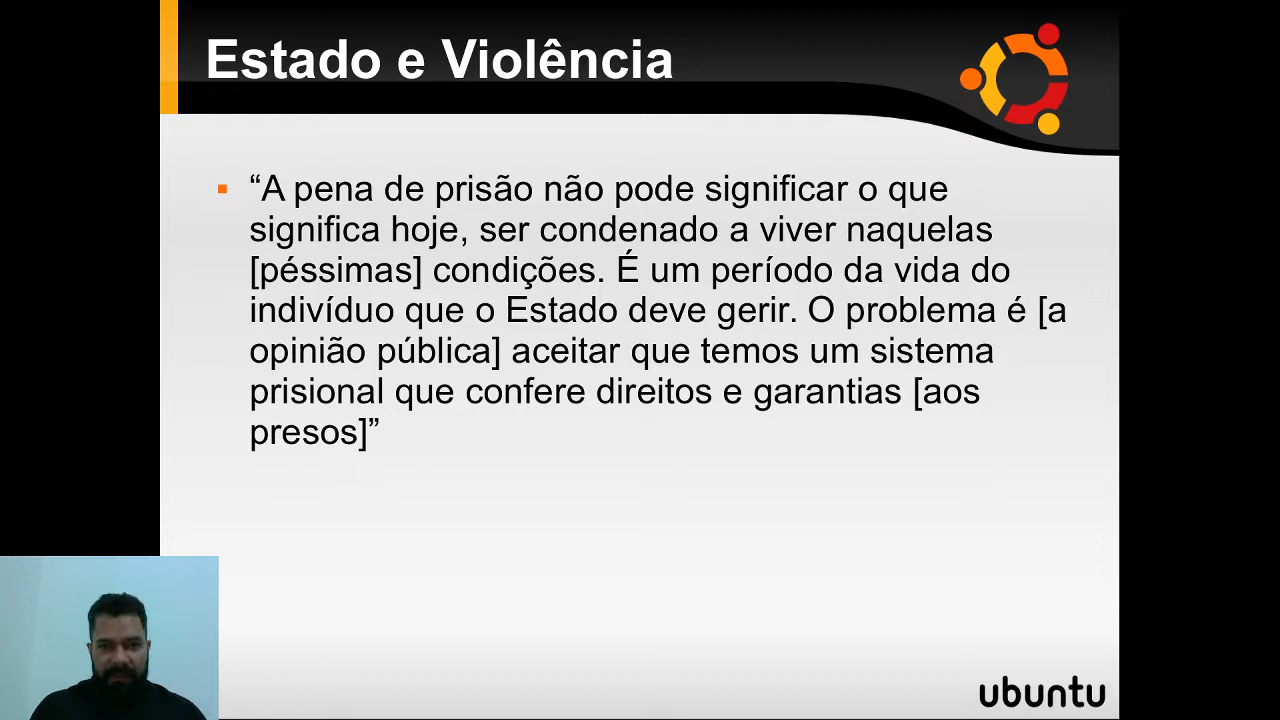 Estado e Violência
“A pena de prisão não pode significar o que
significa hoje, ser condenado a viver naquelas
[péssimas] condições. É um período da vida do
indivíduo que o Estado deve gerir. O problema é [a
opinião pública] aceitar que temos um sistema
prisional que confere direitos e garantias [aos
presos]”
ubuntu